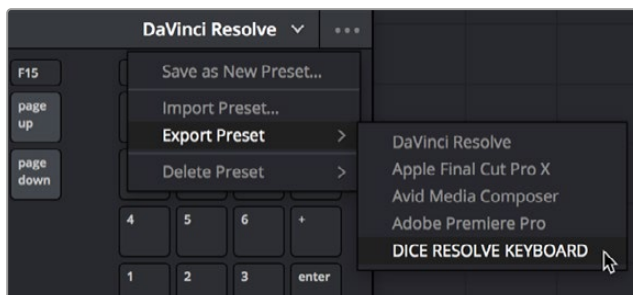 DaVinci Resolve
F15
Save as New Preset...
page
up
Import Preset...
Export Preset
DaVinci Resolve
page
down
Delete Preset
Apple Final Cut Pro X
Avid Media Composer
4 5 6 +
Adobe Premiere Pro
DICE RESOLVE KEYBOARD
1 2 3 enter